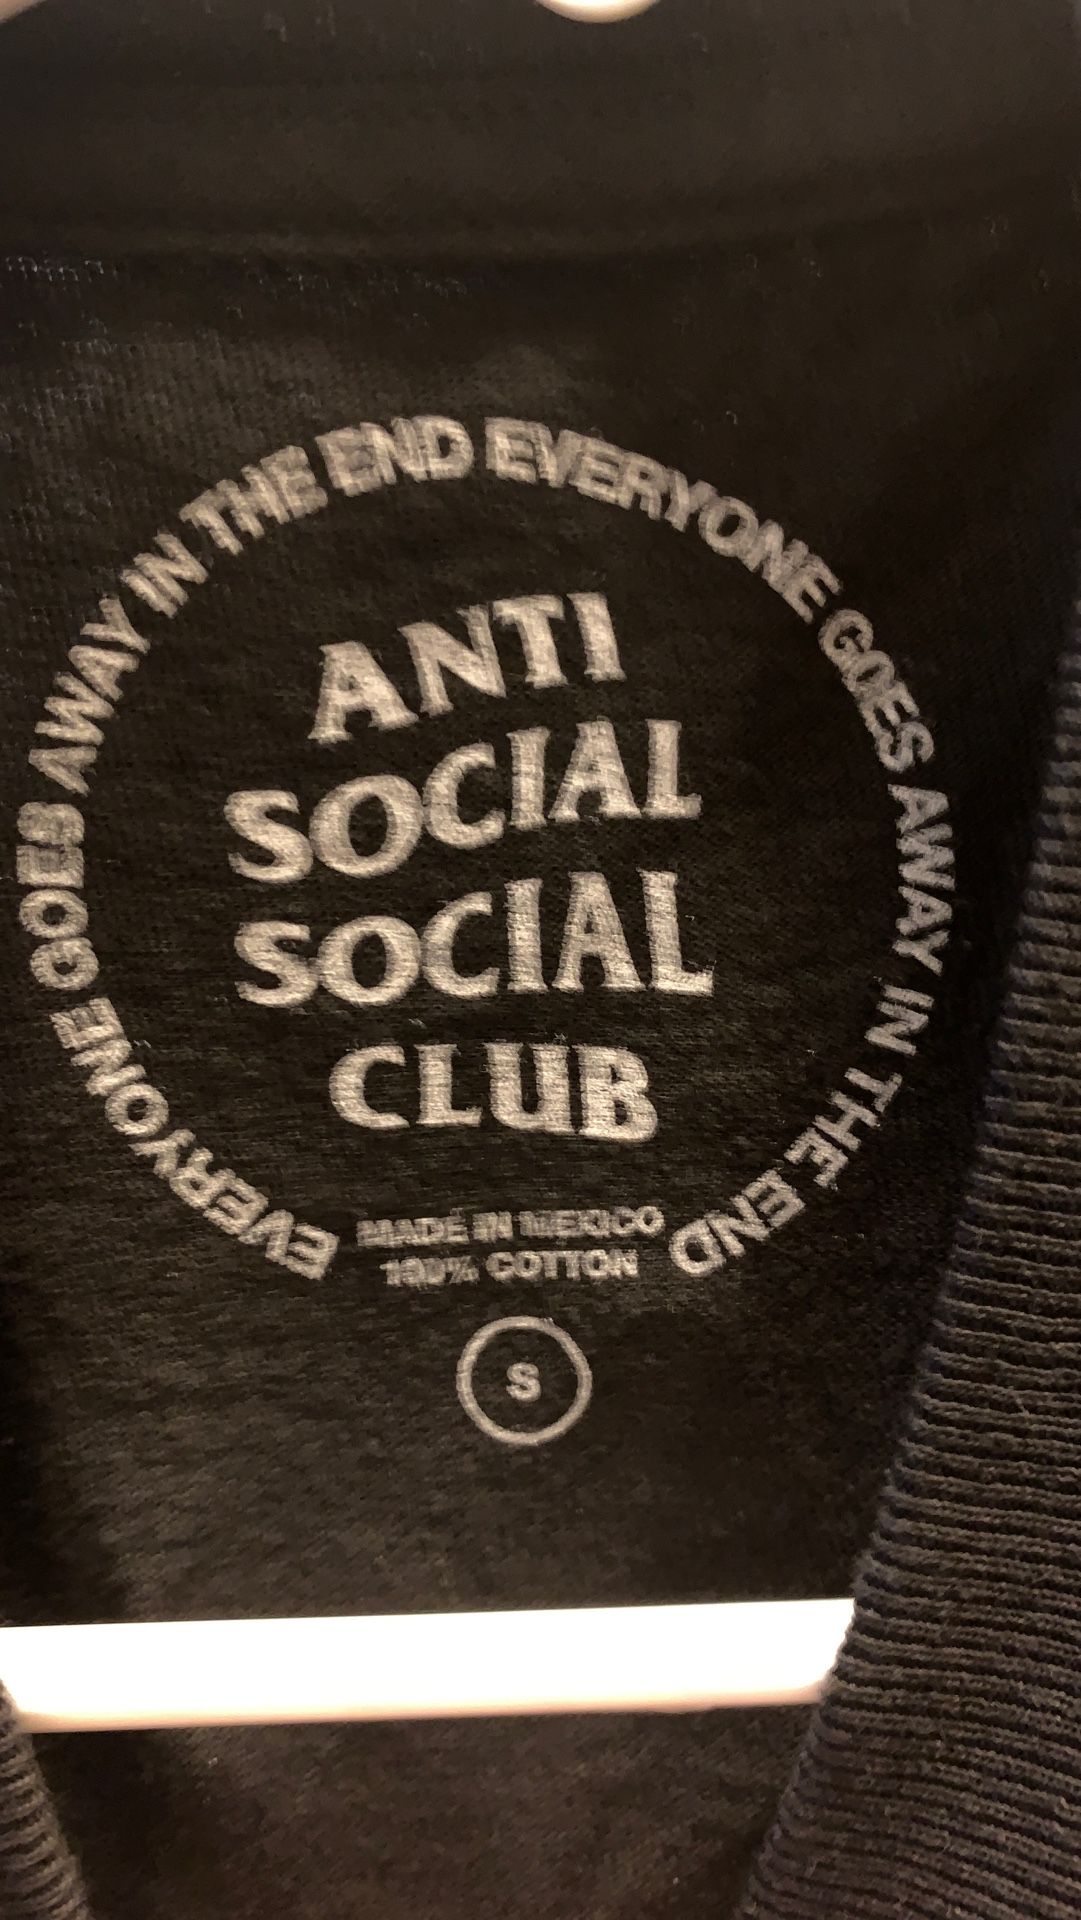 EVERYONE GOES AWAY IN THE END EVERYONE GOES AWAY IN THE END
ANTI
SOCIAL
SOCIAL
CLUB
MADE IN MEXICO
100% COTTON
S